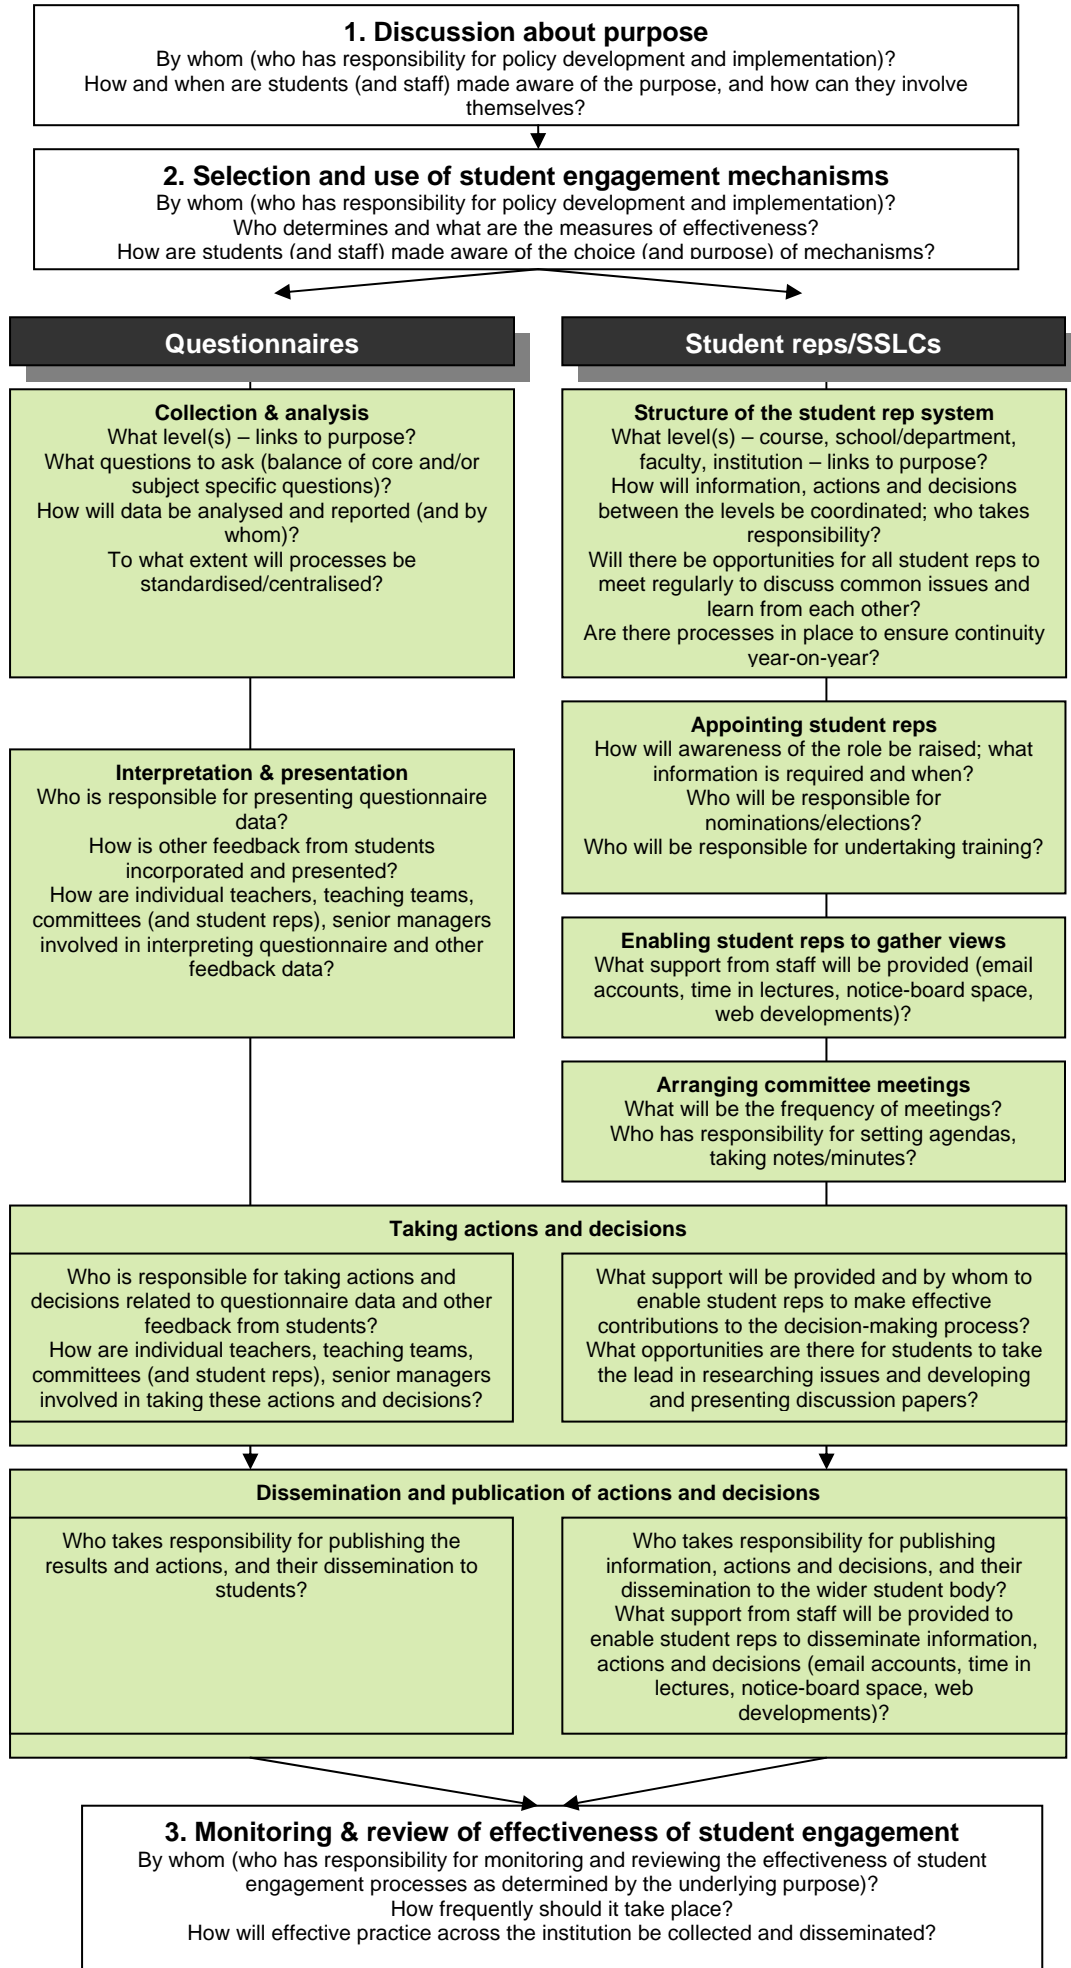 1. Discussion about purpose
By whom (who has responsibility for policy development and implementation)?
How and when are students (and staff) made aware of the purpose, and how can they involve
themselves?
2. Selection and use of student engagement mechanisms
By whom (who has responsibility for policy development and implementation)?
Who determines and what are the measures of effectiveness?
How are students (and staff) made aware of the choice (and purpose) of mechanisms?
Questionnaires
Collection & analysis
What level(s) – links to purpose?
What questions to ask (balance of core and/or
subject specific questions)?
How will data be analysed and reported (and by
whom)?
To what extent will processes be
standardised/centralised?
Interpretation & presentation
Who is responsible for presenting questionnaire
data?
How is other feedback from students
incorporated and presented?
How are individual teachers, teaching teams,
committees (and student reps), senior managers
involved in interpreting questionnaire and other
feedback data?
Student reps/SSLCs
Structure of the student rep system
What level(s) – course, school/department,
faculty, institution – links to purpose?
How will information, actions and decisions
between the levels be coordinated; who takes
responsibility?
Will there be opportunities for all student reps to
meet regularly to discuss common issues and
learn from each other?
Are there processes in place to ensure continuity
year-on-year?
Appointing student reps
How will awareness of the role be raised; what
information is required and when?
Who will be responsible for
nominations/elections?
Who will be responsible for undertaking training?
Enabling student reps to gather views
What support from staff will be provided (email
accounts, time in lectures, notice-board space,
web developments)?
Arranging committee meetings
What will be the frequency of meetings?
Who has responsibility for setting agendas,
taking notes/minutes?
Taking actions and decisions
Who is responsible for taking actions and
decisions related to questionnaire data and other
feedback from students?
How are individual teachers, teaching teams,
committees (and student reps), senior managers
involved in taking these actions and decisions?
What support will be provided and by whom to
enable student reps to make effective
contributions to the decision-making process?
What opportunities are there for students to take
the lead in researching issues and developing
and presenting discussion papers?
Dissemination and publication of actions and decisions
Who takes responsibility for publishing the
results and actions, and their dissemination to
students?
Who takes responsibility for publishing
information, actions and decisions, and their
dissemination to the wider student body?
What support from staff will be provided to
enable student reps to disseminate information,
actions and decisions (email accounts, time in
lectures, notice-board space, web
developments)?
3. Monitoring & review of effectiveness of student engagement
By whom (who has responsibility for monitoring and reviewing the effectiveness of student
engagement processes as determined by the underlying purpose)?
How frequently should it take place?
How will effective practice across the institution be collected and disseminated?